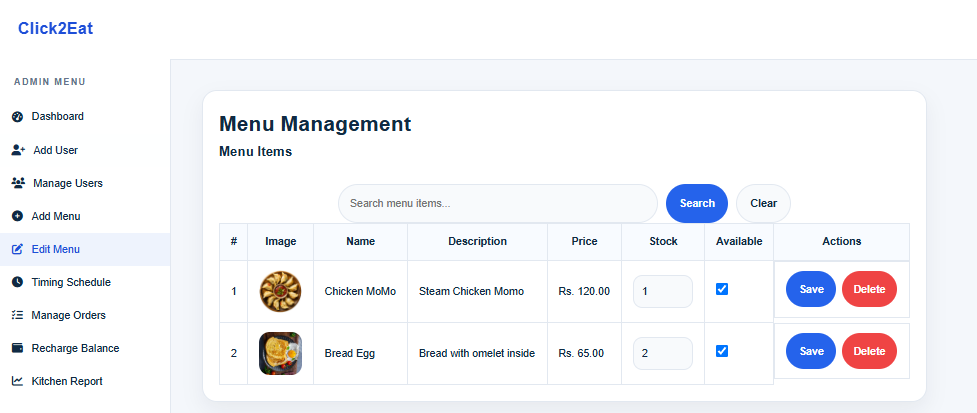 Click2Eat
ADMIN MENU
Dashboard
Add User
Manage Users
Add Menu
Edit Menu
Timing Schedule
Manage Orders
Recharge Balance
Kitchen Report
Menu Management
Menu Items
Search menu items... Search Clear
# Image Name Description Price Stock Available Actions
1 Chicken MoMo Steam Chicken Momo Rs. 120.00 1 Save Delete
2 Bread Egg Bread with omelet inside Rs. 65.00 2 Save Delete